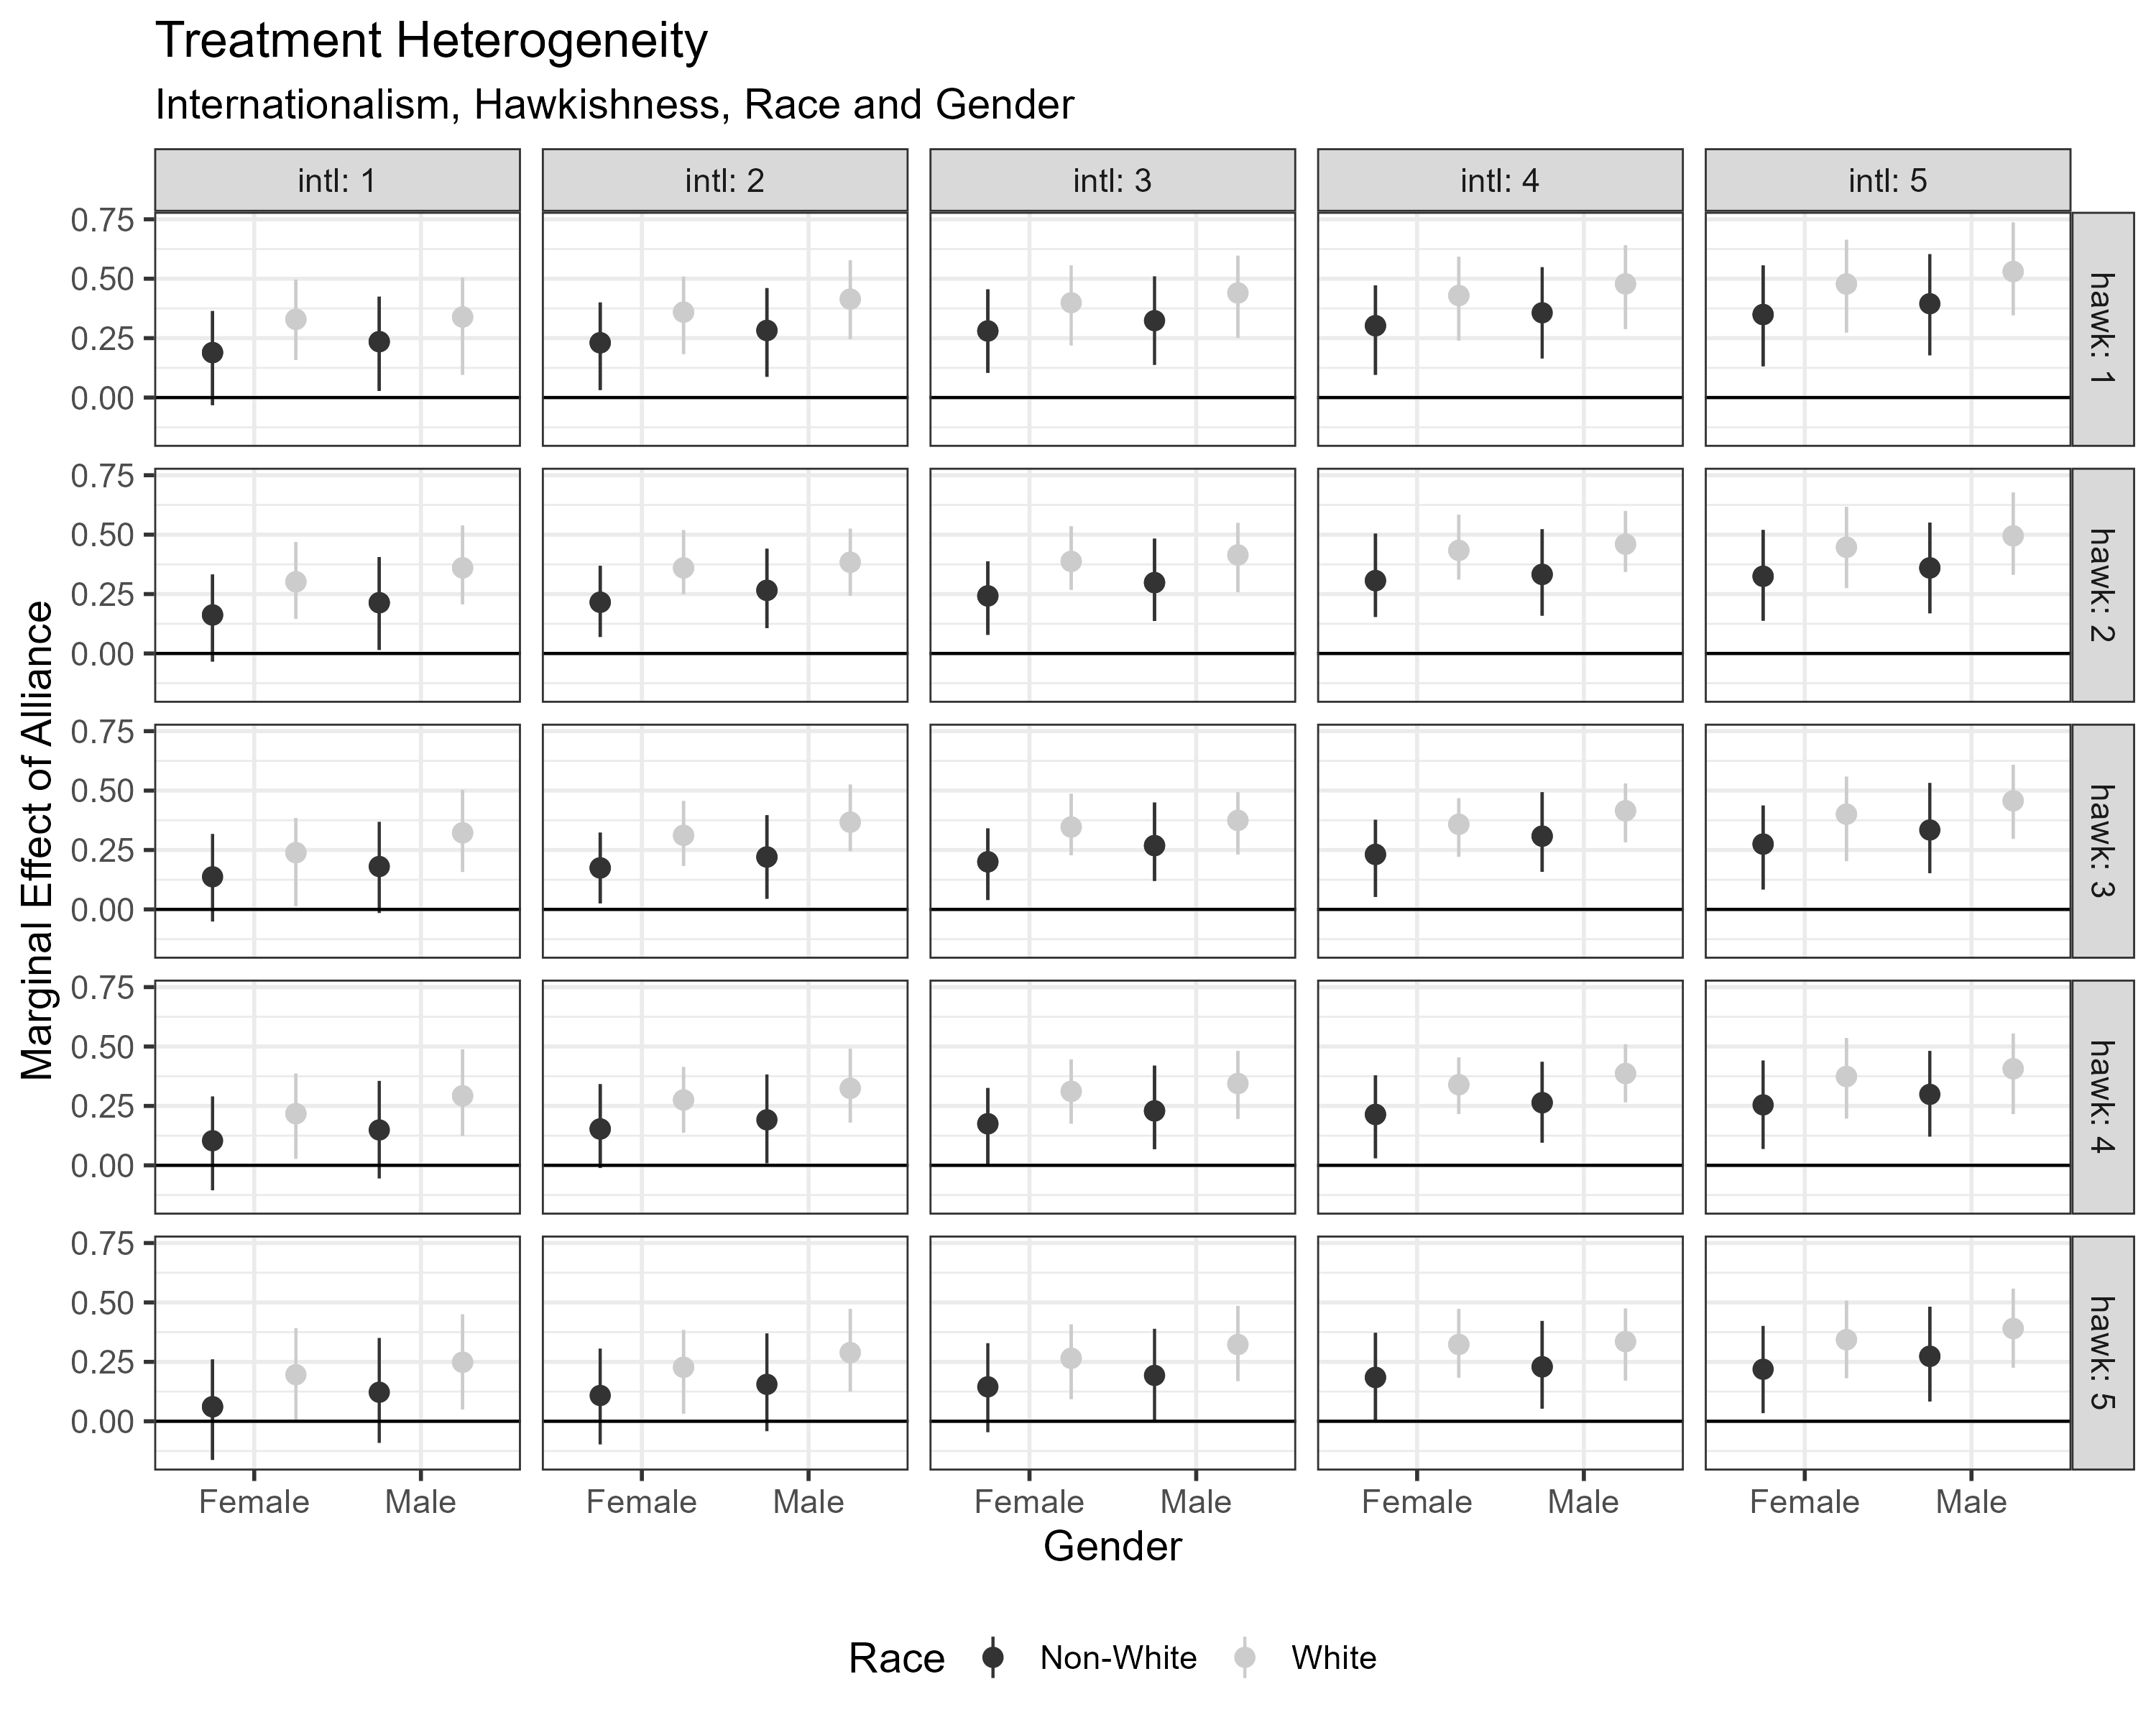 Treatment Heterogeneity
Internationalism, Hawkishness, Race and Gender
intl: 1
intl: 2
intl: 3
intl: 4
intl: 5
Marginal Effect of Alliance
0.75
0.50
0.25
0.00
hawk: 1
0.75
0.50
0.25
0.00
hawk: 2
0.75
0.50
0.25
0.00
hawk: 3
0.75
0.50
0.25
0.00
hawk: 4
0.75
0.50
0.25
0.00
hawk: 5
Female Male
Female Male
Female Male
Female Male
Female Male
Gender
Race Non-White White